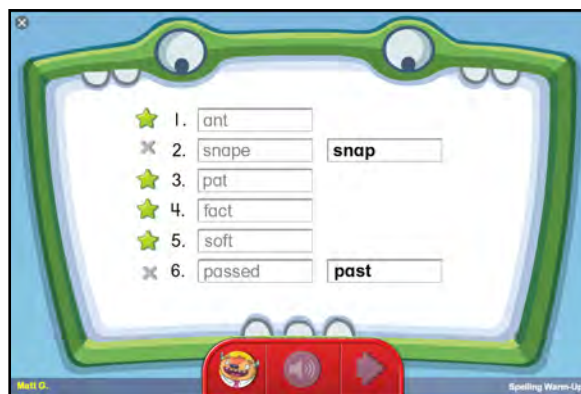 1. ant
2. snape snap
3. pat
4. fact
5. soft
6. passed past
Matt G. Spelling Warm-Up